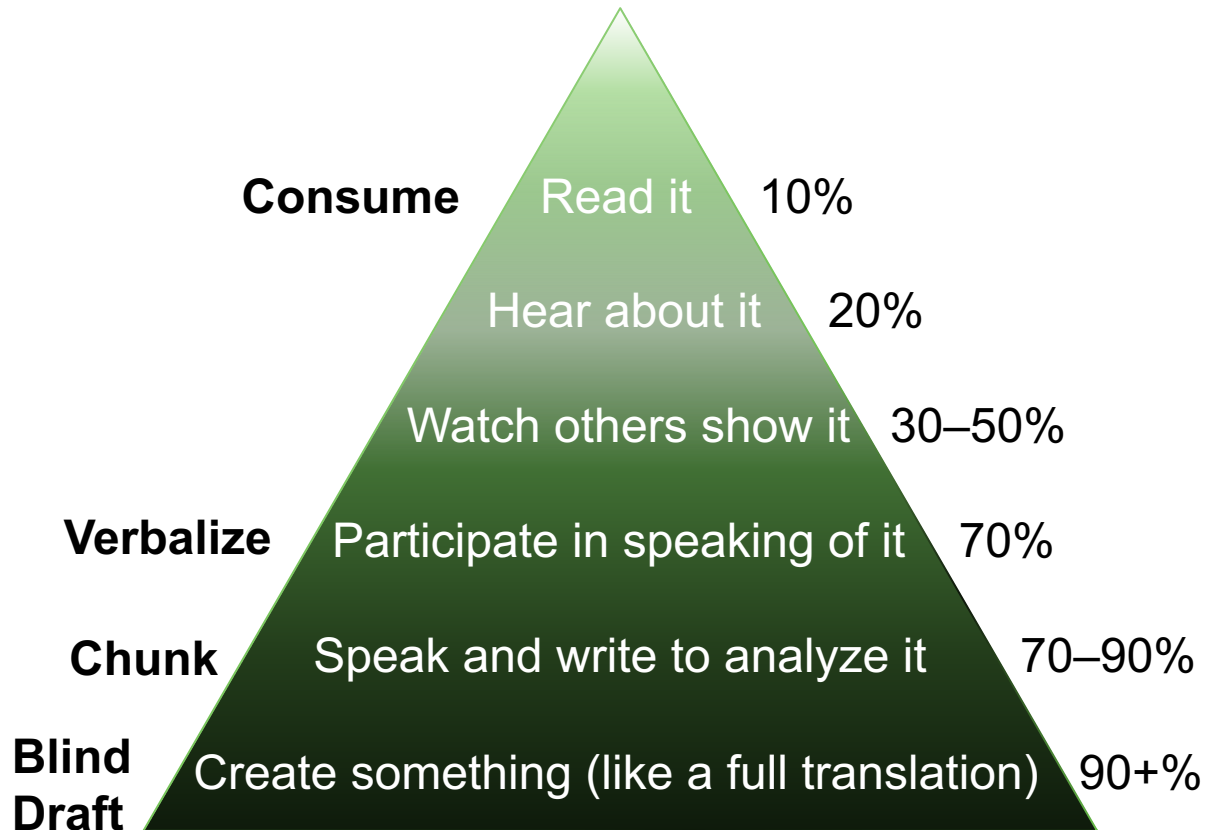 Consume Read it 10%
Hear about it 20%
Watch others show it 30–50%
Verbalize Participate in speaking of it 70%
Chunk Speak and write to analyze it 70–90%
Blind
Draft Create something (like a full translation) 90+%